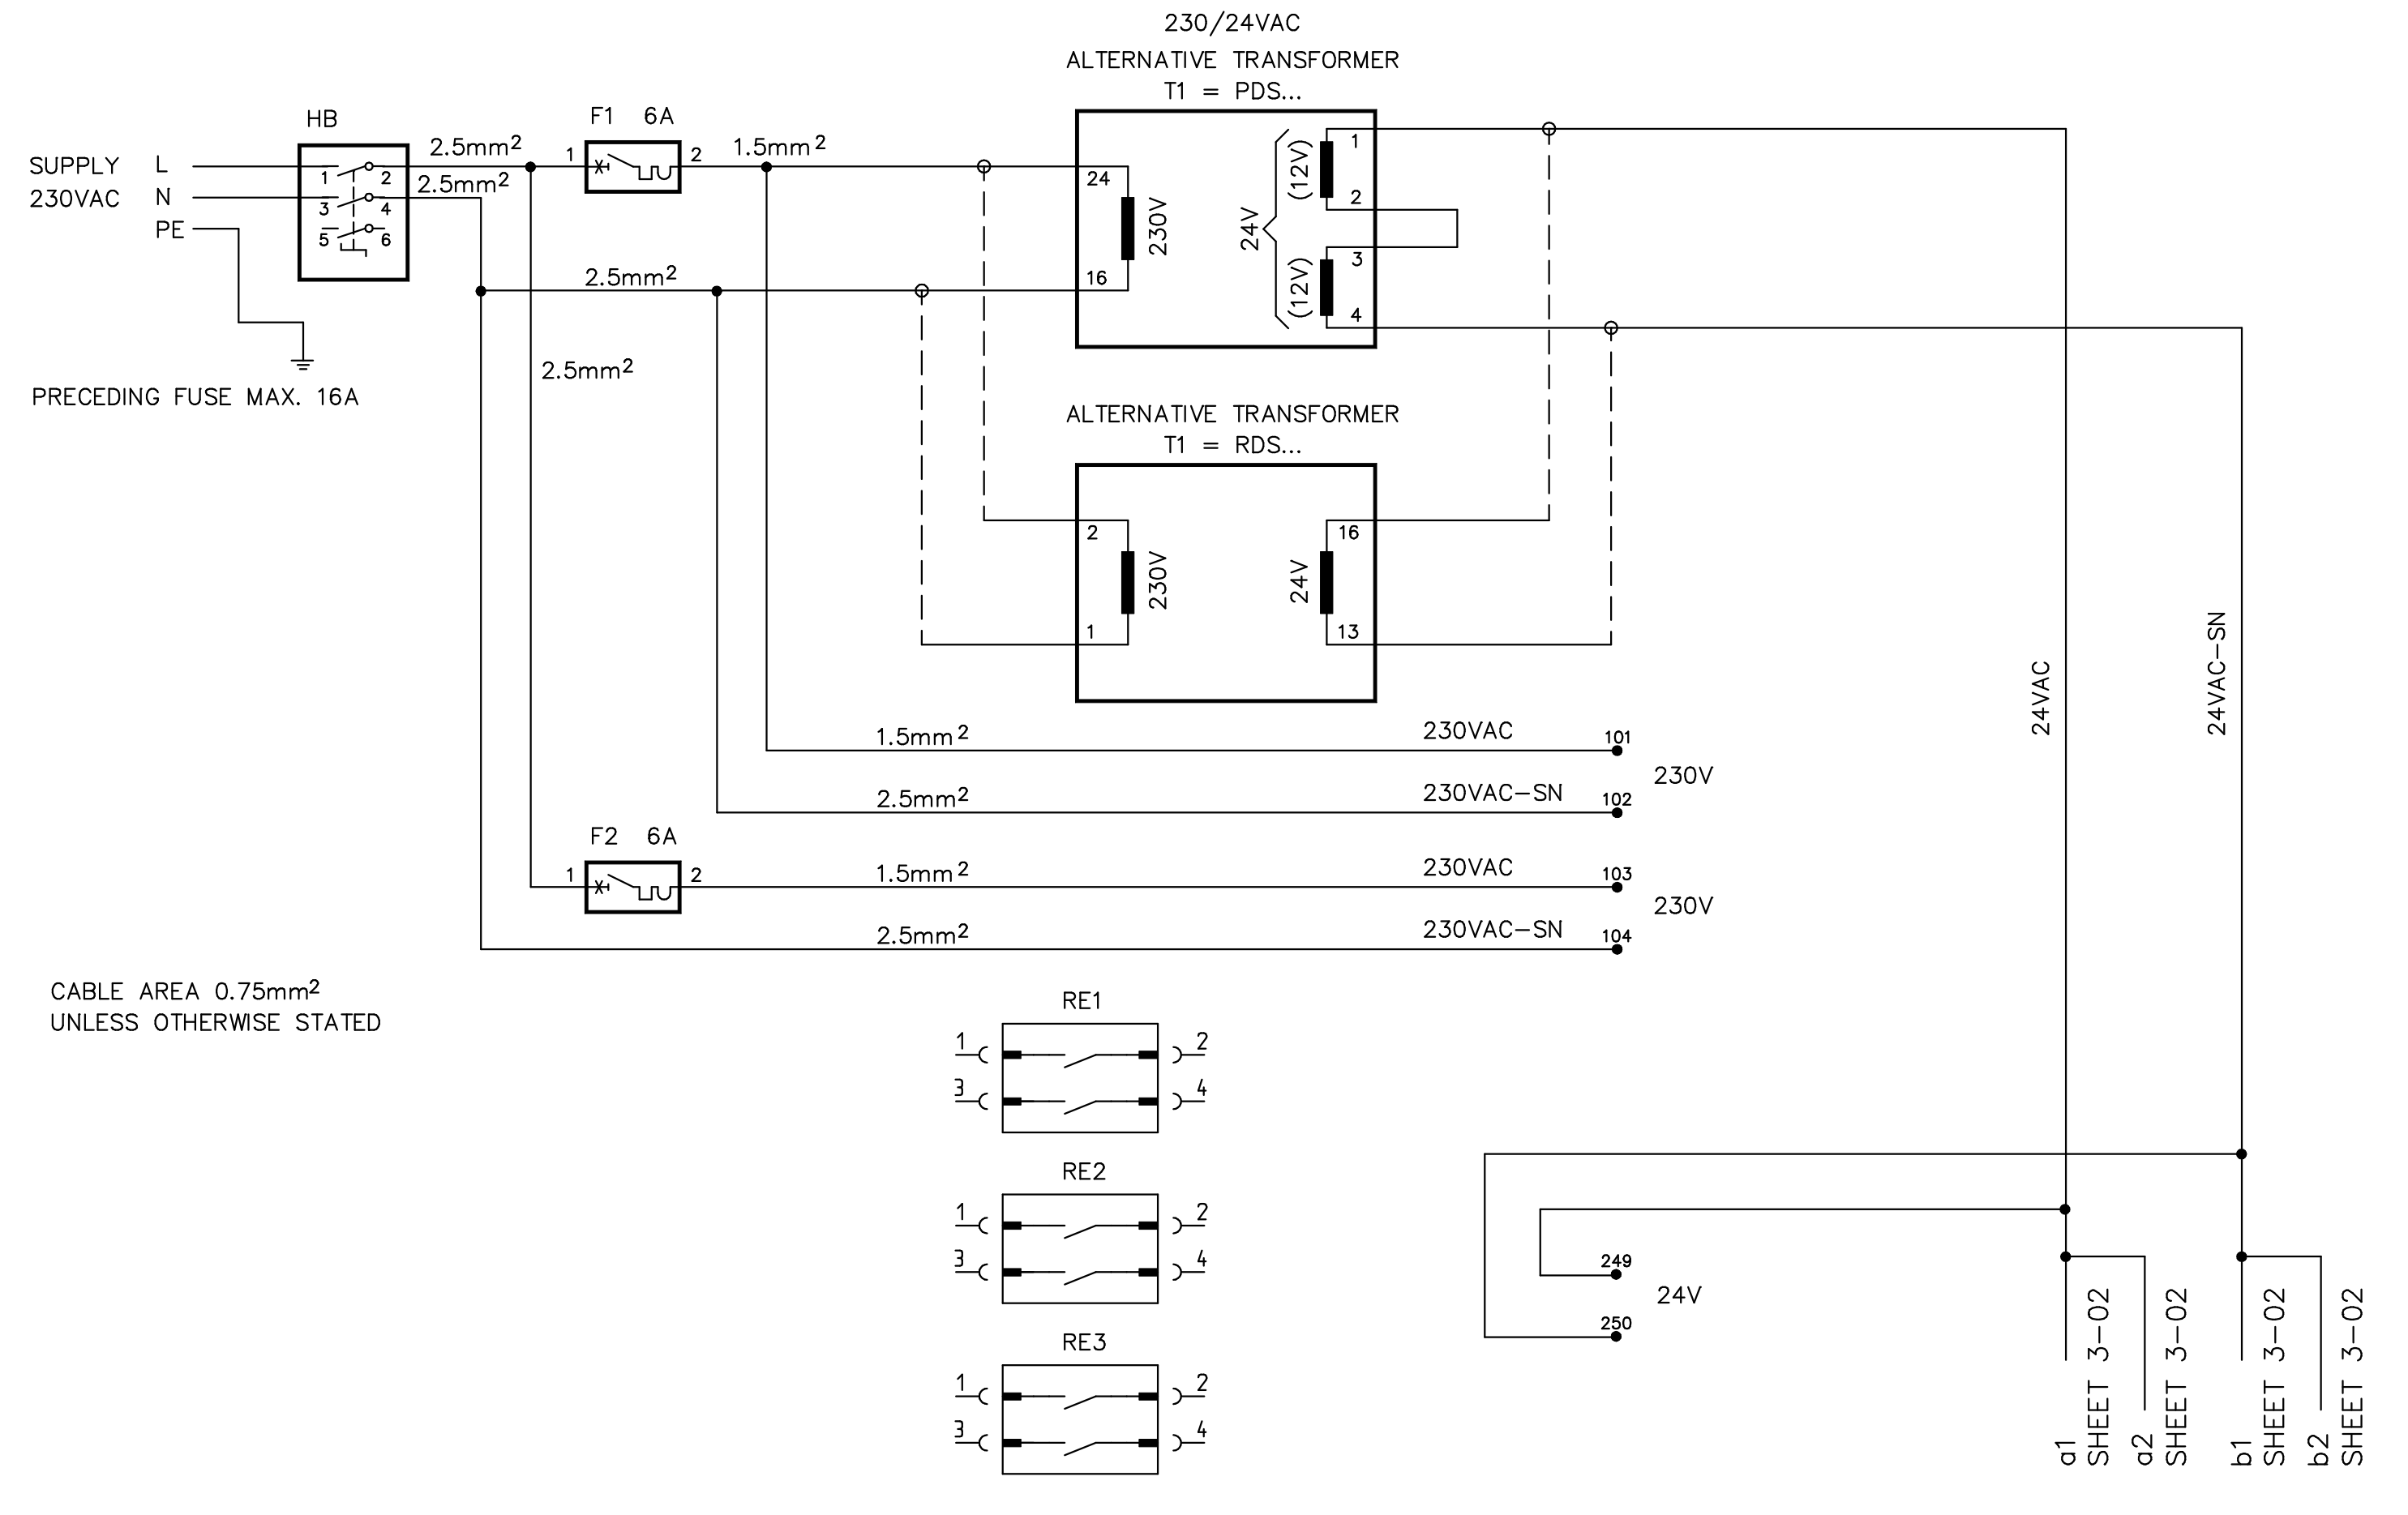 230/24VAC
ALTERNATIVE TRANSFORMER
T1 = PDS...
HB
F1 6A
SUPPLY L
230VAC N
PE
1 2
3 4
5 6
2.5mm²
2.5mm²
1 2
1.5mm²
2.5mm²
24
16
230V
24V
(12V)
(12V)
1
2
3
4
2.5mm²
PRECEDING FUSE MAX. 16A
ALTERNATIVE TRANSFORMER
T1 = RDS...
2
1
230V
24V
16
13
24VAC
24VAC-SN
1.5mm² 230VAC 101
230V
2.5mm² 230VAC-SN 102
F2 6A
1 2
1.5mm² 230VAC 103
230V
2.5mm² 230VAC-SN 104
CABLE AREA 0.75mm²
UNLESS OTHERWISE STATED
RE1
1 2
3 4
RE2
1 2
3 4
RE3
1 2
3 4
249
24V
250
a1
SHEET 3-02
a2
SHEET 3-02
b1
SHEET 3-02
b2
SHEET 3-02